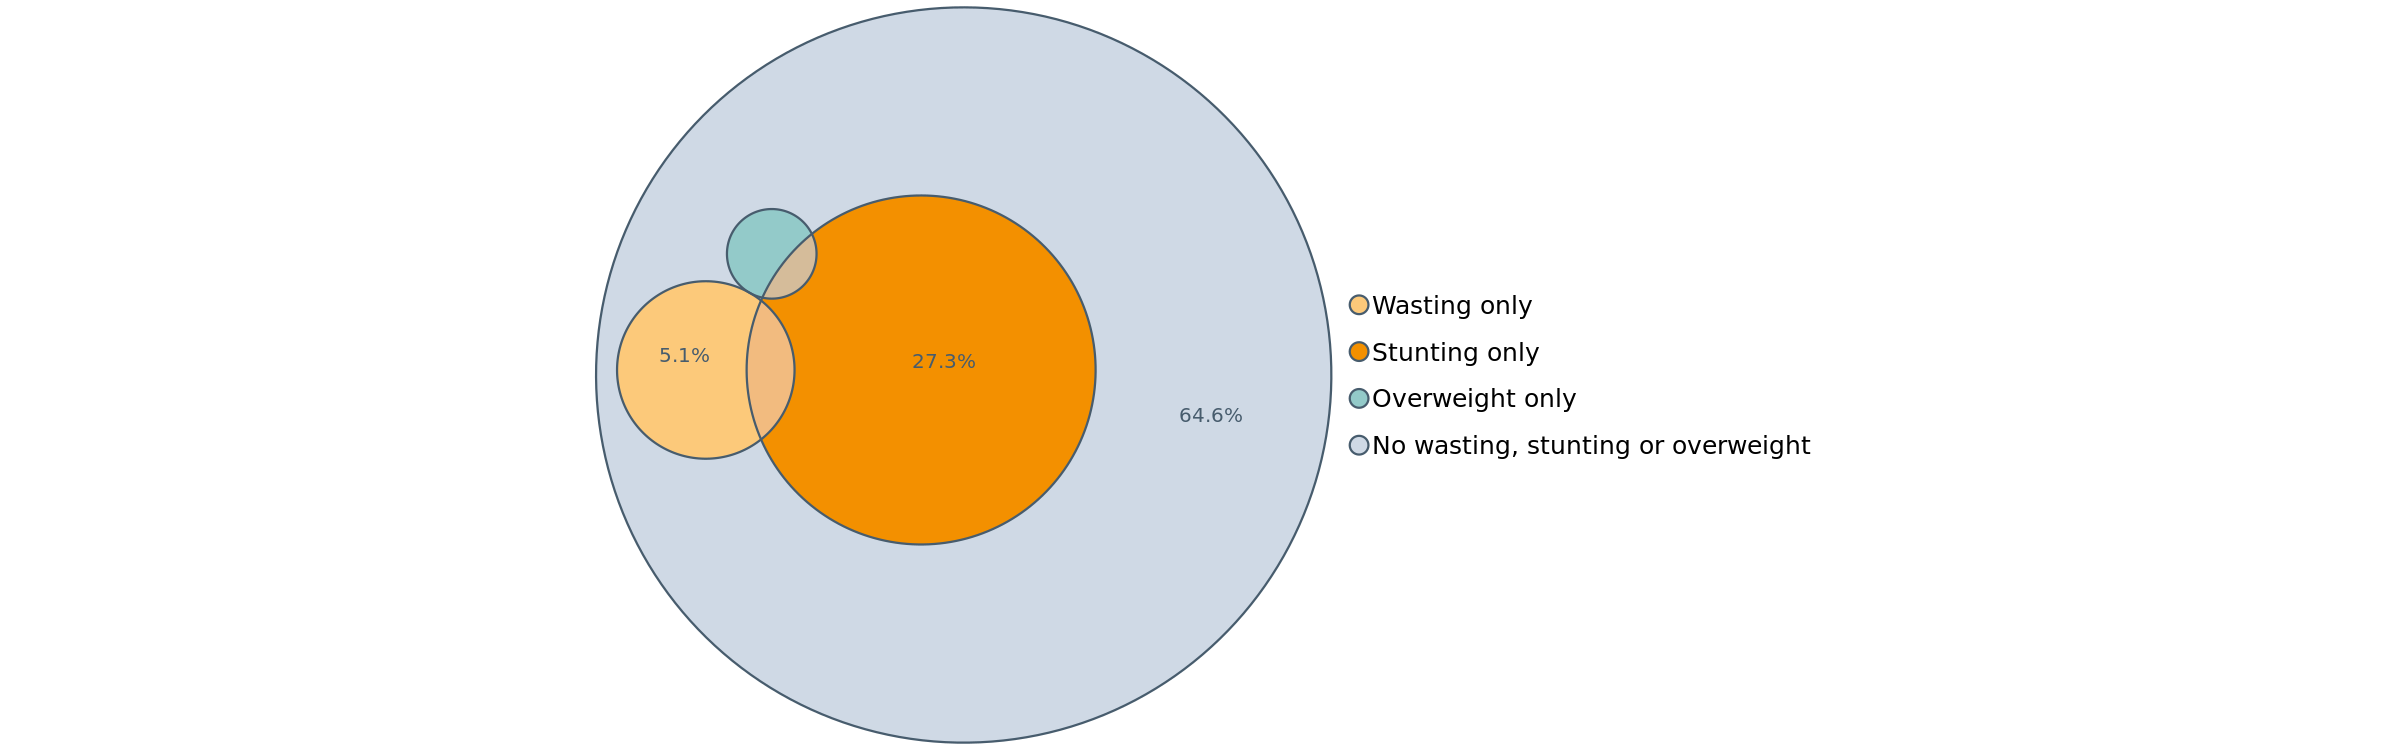 5.1%
27.3%
64.6%
Wasting only
Stunting only
Overweight only
No wasting, stunting or overweight